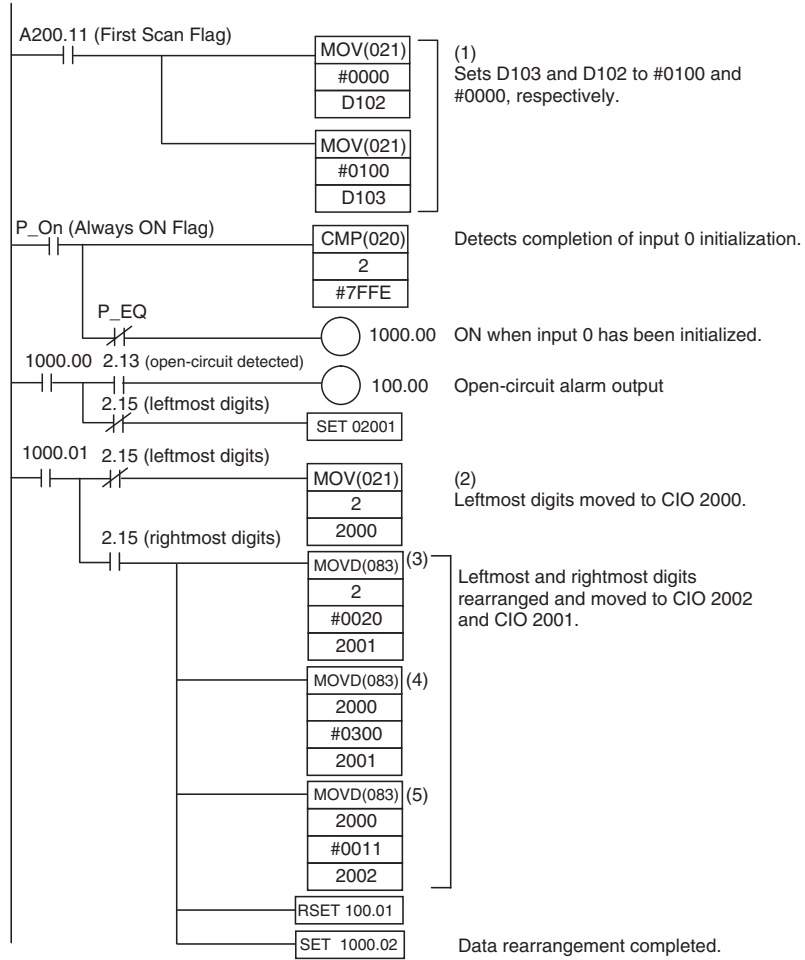 A200.11 (First Scan Flag)
MOV(021)
#0000
D102
(1)
Sets D103 and D102 to #0100 and
#0000, respectively.
MOV(021)
#0100
D103
P_On (Always ON Flag)
CMP(020)
2
#7FFE
Detects completion of input 0 initialization.
P_EQ
1000.00 ON when input 0 has been initialized.
1000.00 2.13 (open-circuit detected)
100.00 Open-circuit alarm output
2.15 (leftmost digits)
SET 02001
1000.01 2.15 (leftmost digits)
MOV(021)
2
2000
(2)
Leftmost digits moved to CIO 2000.
2.15 (rightmost digits)
MOVD(083) (3)
2
#0020
2001
Leftmost and rightmost digits
rearranged and moved to CIO 2002
and CIO 2001.
MOVD(083) (4)
2000
#0300
2001
MOVD(083) (5)
2000
#0011
2002
RSET 100.01
SET 1000.02 Data rearrangement completed.